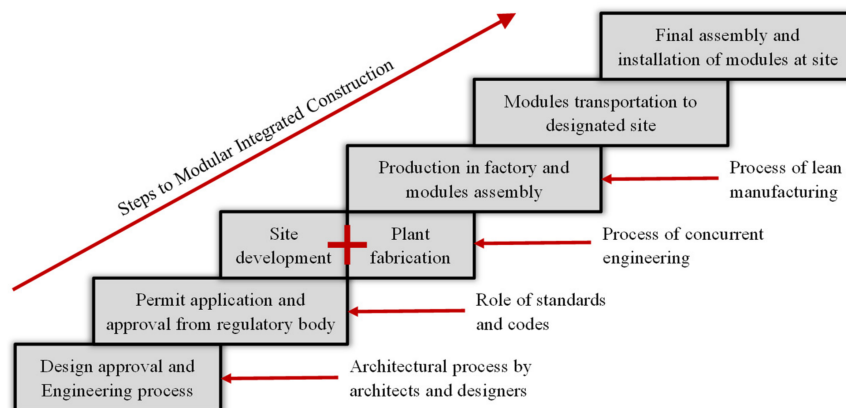 Final assembly and
installation of modules at site
Modules transportation to
designated site
Steps to Modular Integrated Construction
Production in factory and
modules assembly
Process of lean
manufacturing
Site
development
Plant
fabrication
Process of concurrent
engineering
Permit application and
approval from regulatory body
Role of standards
and codes
Design approval and
Engineering process
Architectural process by
architects and designers